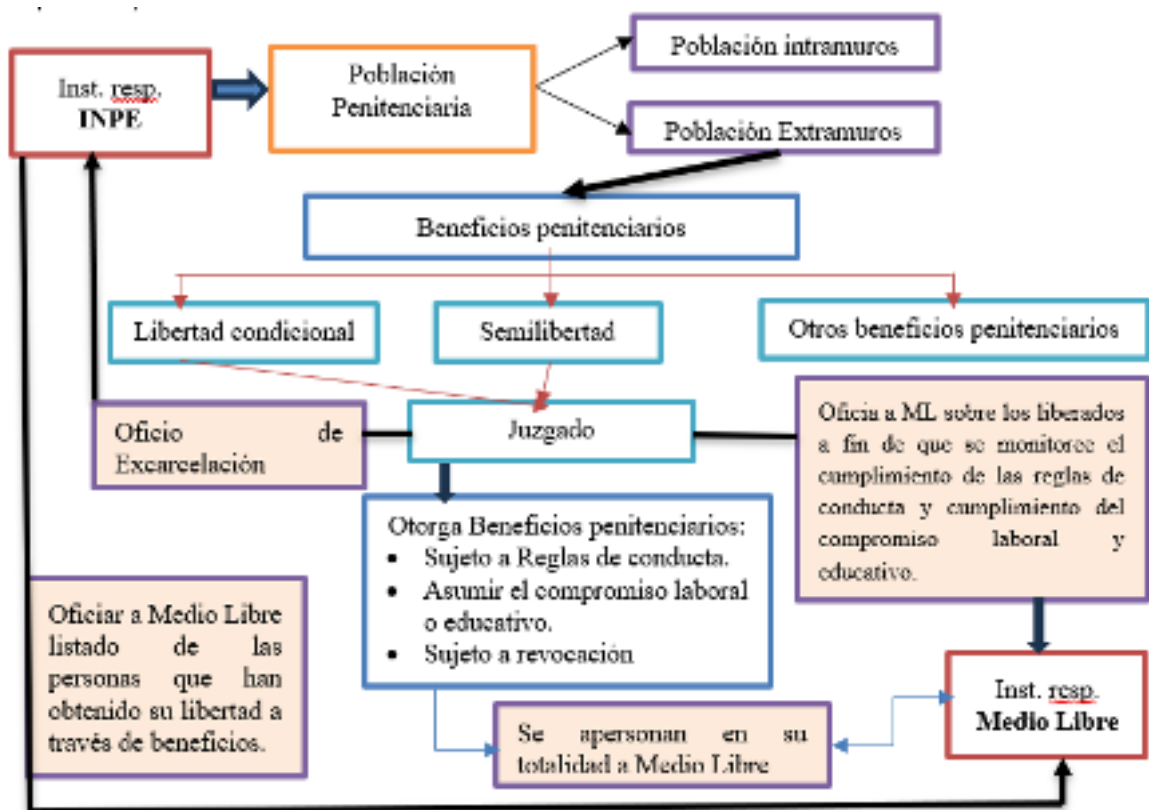 Inst. resp.
INPE
Población
Penitenciaria
Población intramuros
Población Extramuros
Beneficios penitenciarios
Libertad condicional
Semilibertad
Otros beneficios penitenciarios
Oficio de
Excarcelación
Juzgado
Oficia a ML sobre los liberados
a fin de que se monitoree el
cumplimiento de las reglas de
conducta y cumplimiento del
compromiso laboral y
educativo.
Otorga Beneficios penitenciarios:
• Sujeto a Reglas de conducta.
• Asumir el compromiso laboral
o educativo.
• Sujeto a revocación
Oficiar a Medio Libre
listado de las
personas que han
obtenido su libertad a
través de beneficios.
Se apersonan en su
totalidad a Medio Libre
Inst. resp.
Medio Libre